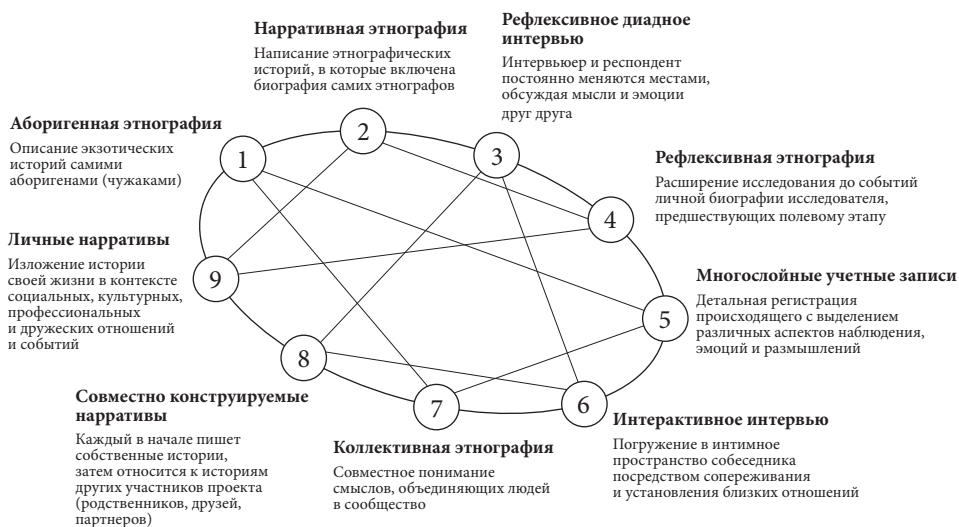 Нарративная этнография
Написание этнографических
историй, в которые включена
биография самих этнографов
Рефлексивное диадное
интервью
Интервьюер и респондент
постоянно меняются местами,
обсуждая мысли и эмоции
друг друга
Аборигенная этнография
Описание экзотических
историй самими
аборигенами (чужаками)
1
2
3
4
Рефлексивная этнография
Расширение исследования до событий
личной биографии исследователя,
предшествующих полевому этапу
Личные нарративы
Изложение истории
своей жизни в контексте
социальных, культурных,
профессиональных
и дружеских отношений
и событий
9
5
Многослойные учетные записи
Детальная регистрация
происходящего с выделением
различных аспектов наблюдения,
эмоций и размышлений
8
7
6
Совместно конструируемые
нарративы
Каждый в начале пишет
собственные истории,
затем относится к историям
других участников проекта
(родственников, друзей,
партнеров)
Коллективная этнография
Совместное понимание
смыслов, объединяющих людей
в сообщество
Интерактивное интервью
Погружение в интимное
пространство собеседника
посредством сопереживания
и установления близких отношений